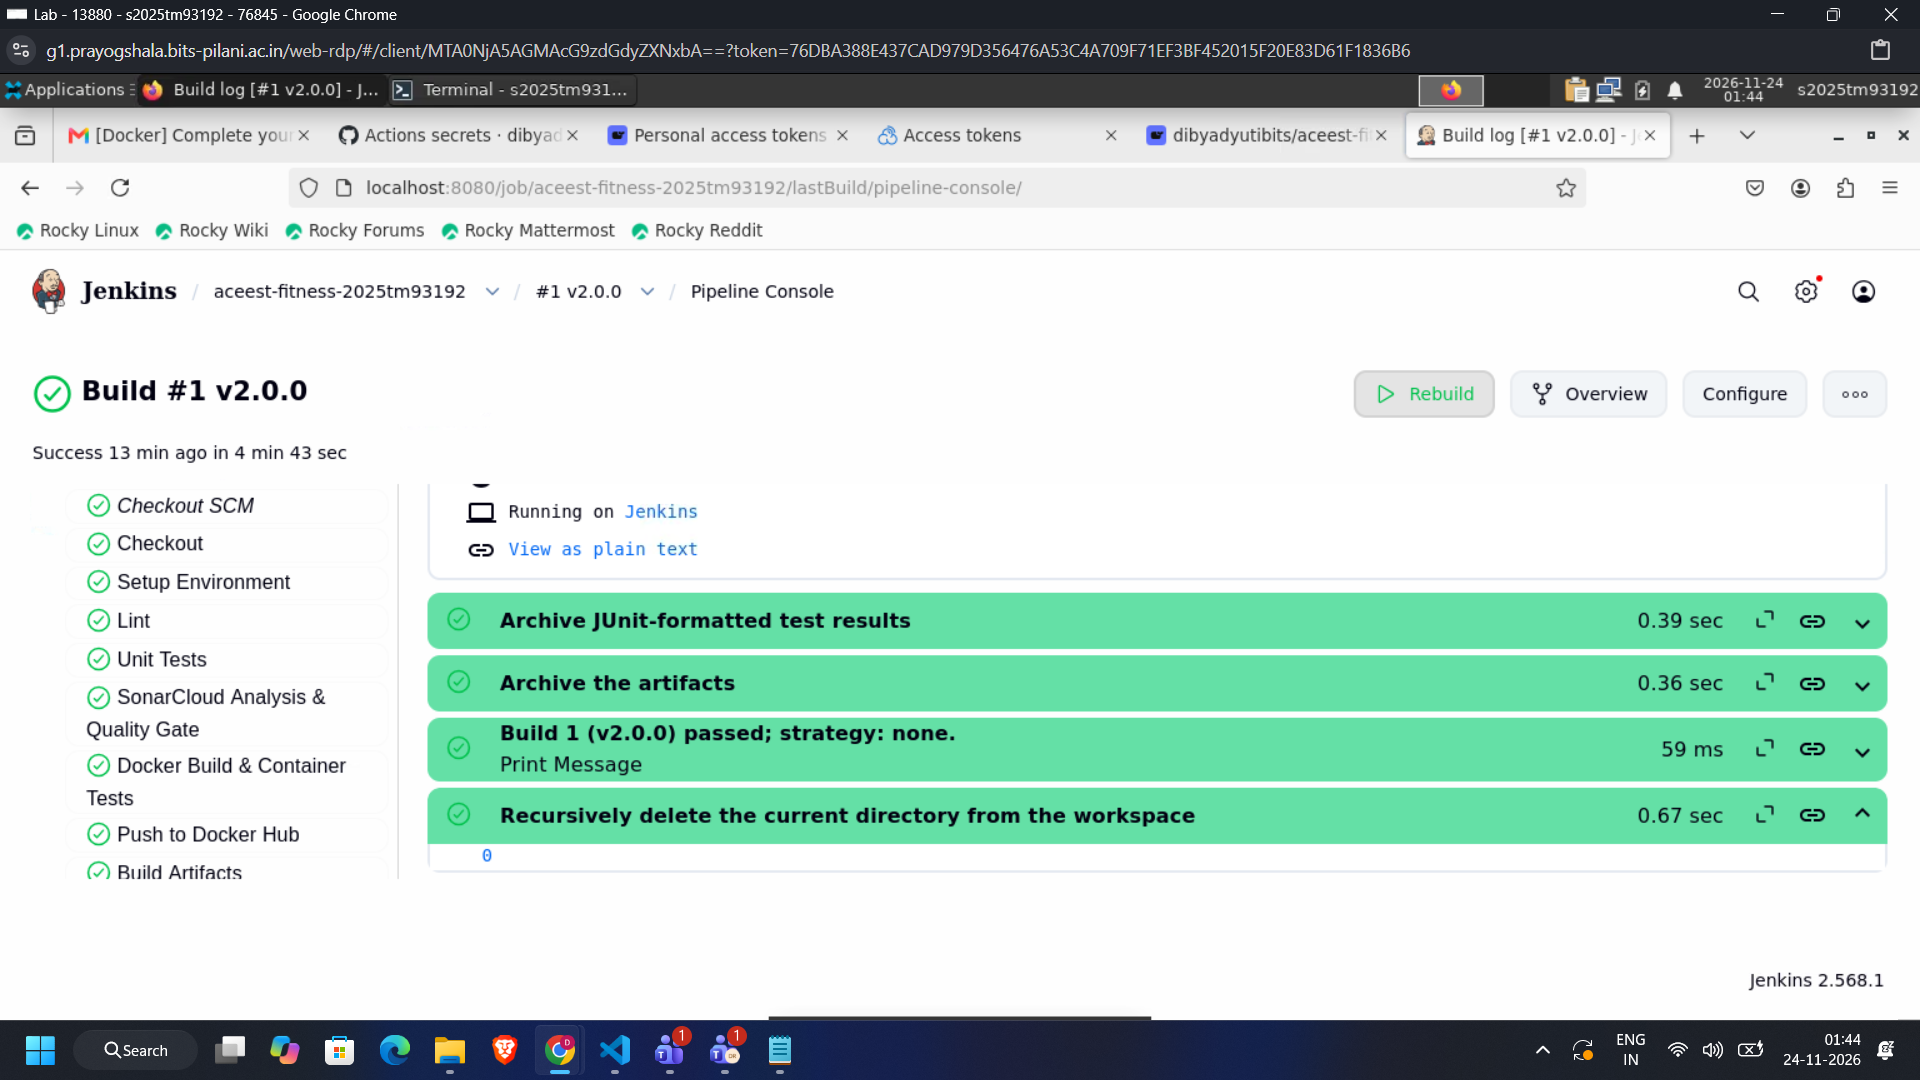 Lab - 13880 - s2025tm93192 - 76845 - Google Chrome
g1.prayogshala.bits-pilani.ac.in/web-rdp/#/client/MTA0NjA5AGMAcG9zdGdyZXNxbA==?token=76DBA388E437CAD979D356476A53C4A709F71EF3BF452015F20E83D61F1836B6
Applications Build log [#1 v2.0.0] - J... Terminal - s2025tm931... 2026-11-24 01:44 s2025tm93192
[Docker] Complete your Actions secrets · dibyad Personal access tokens Access tokens dibyadyutibits/aceest-fi Build log [#1 v2.0.0] - J
localhost:8080/job/aceest-fitness-2025tm93192/lastBuild/pipeline-console/
Rocky Linux Rocky Wiki Rocky Forums Rocky Mattermost Rocky Reddit
Jenkins / aceest-fitness-2025tm93192 / #1 v2.0.0 / Pipeline Console
Build #1 v2.0.0
Rebuild Overview Configure
Success 13 min ago in 4 min 43 sec
Checkout SCM
Checkout
Setup Environment
Lint
Unit Tests
SonarCloud Analysis &
Quality Gate
Docker Build & Container
Tests
Push to Docker Hub
Build Artifacts
Running on Jenkins
View as plain text
Archive JUnit-formatted test results 0.39 sec
Archive the artifacts 0.36 sec
Build 1 (v2.0.0) passed; strategy: none.
Print Message 59 ms
Recursively delete the current directory from the workspace 0.67 sec
0
Jenkins 2.568.1
Search
1
1
ENG
IN
01:44
24-11-2026